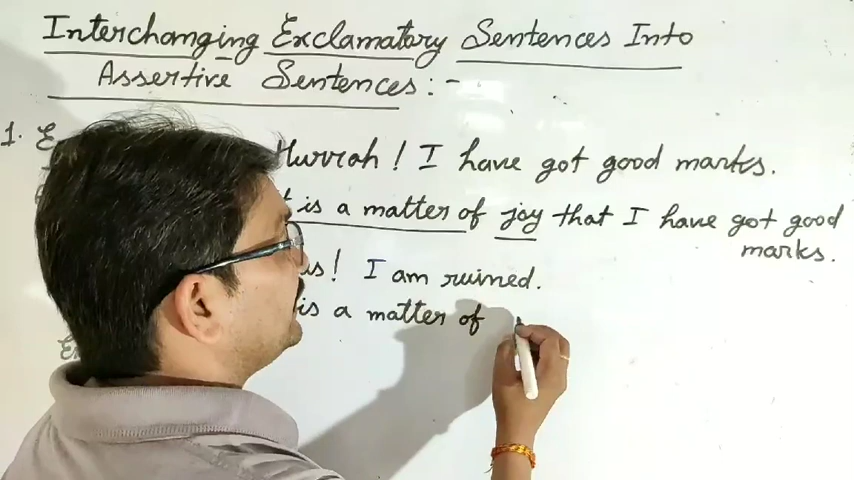 Interchanging Exclamatory Sentences Into
Assertive Sentences:-
1. Hurrah! I have got good marks.
is a matter of joy that I have got good
marks.
! I am ruined.
is a matter of